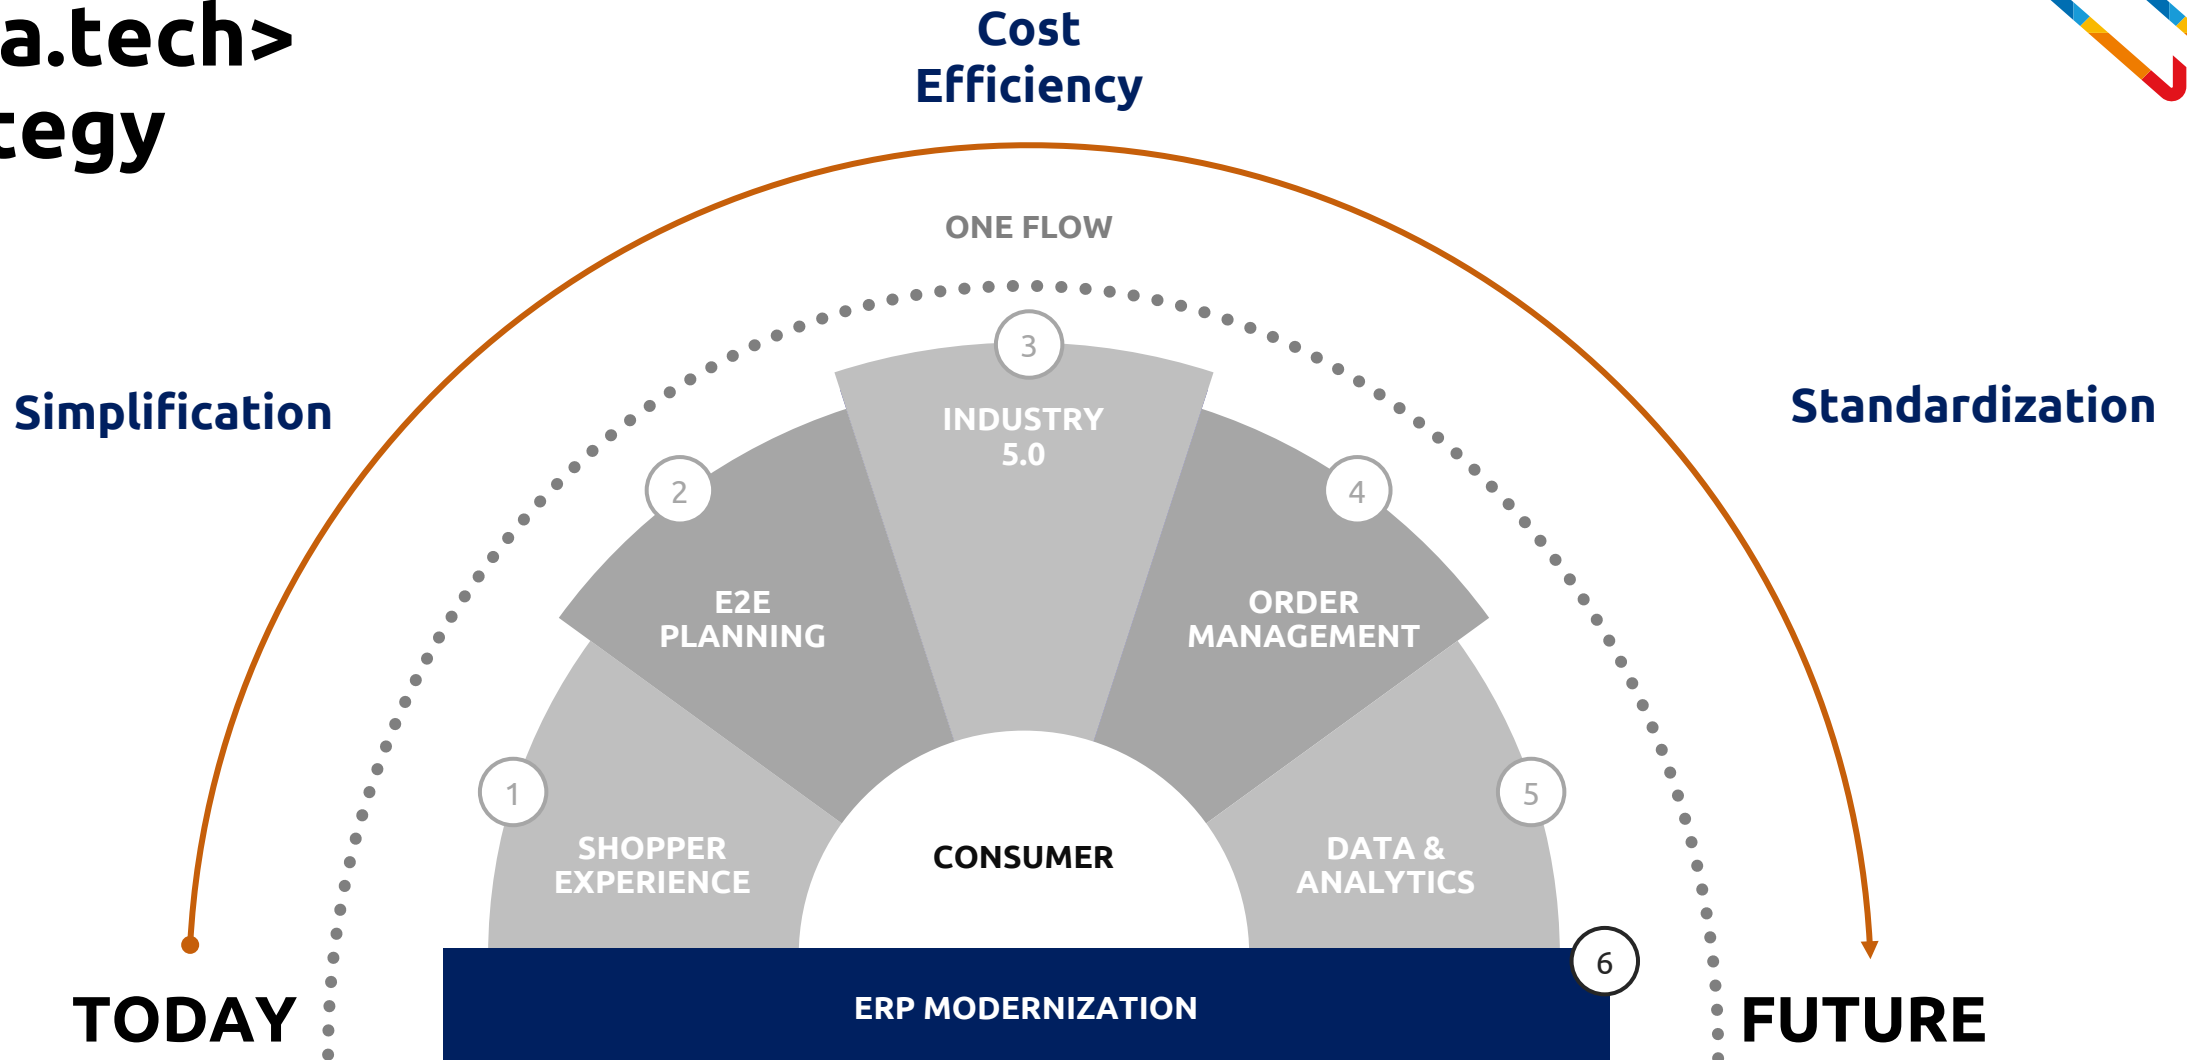 a.tech>
tegy
Cost
Efficiency
ONE FLOW
Simplification
Standardization
3
INDUSTRY
5.0
2
4
E2E
PLANNING
ORDER
MANAGEMENT
1
5
SHOPPER
EXPERIENCE
CONSUMER
DATA &
ANALYTICS
6
TODAY
ERP MODERNIZATION
FUTURE